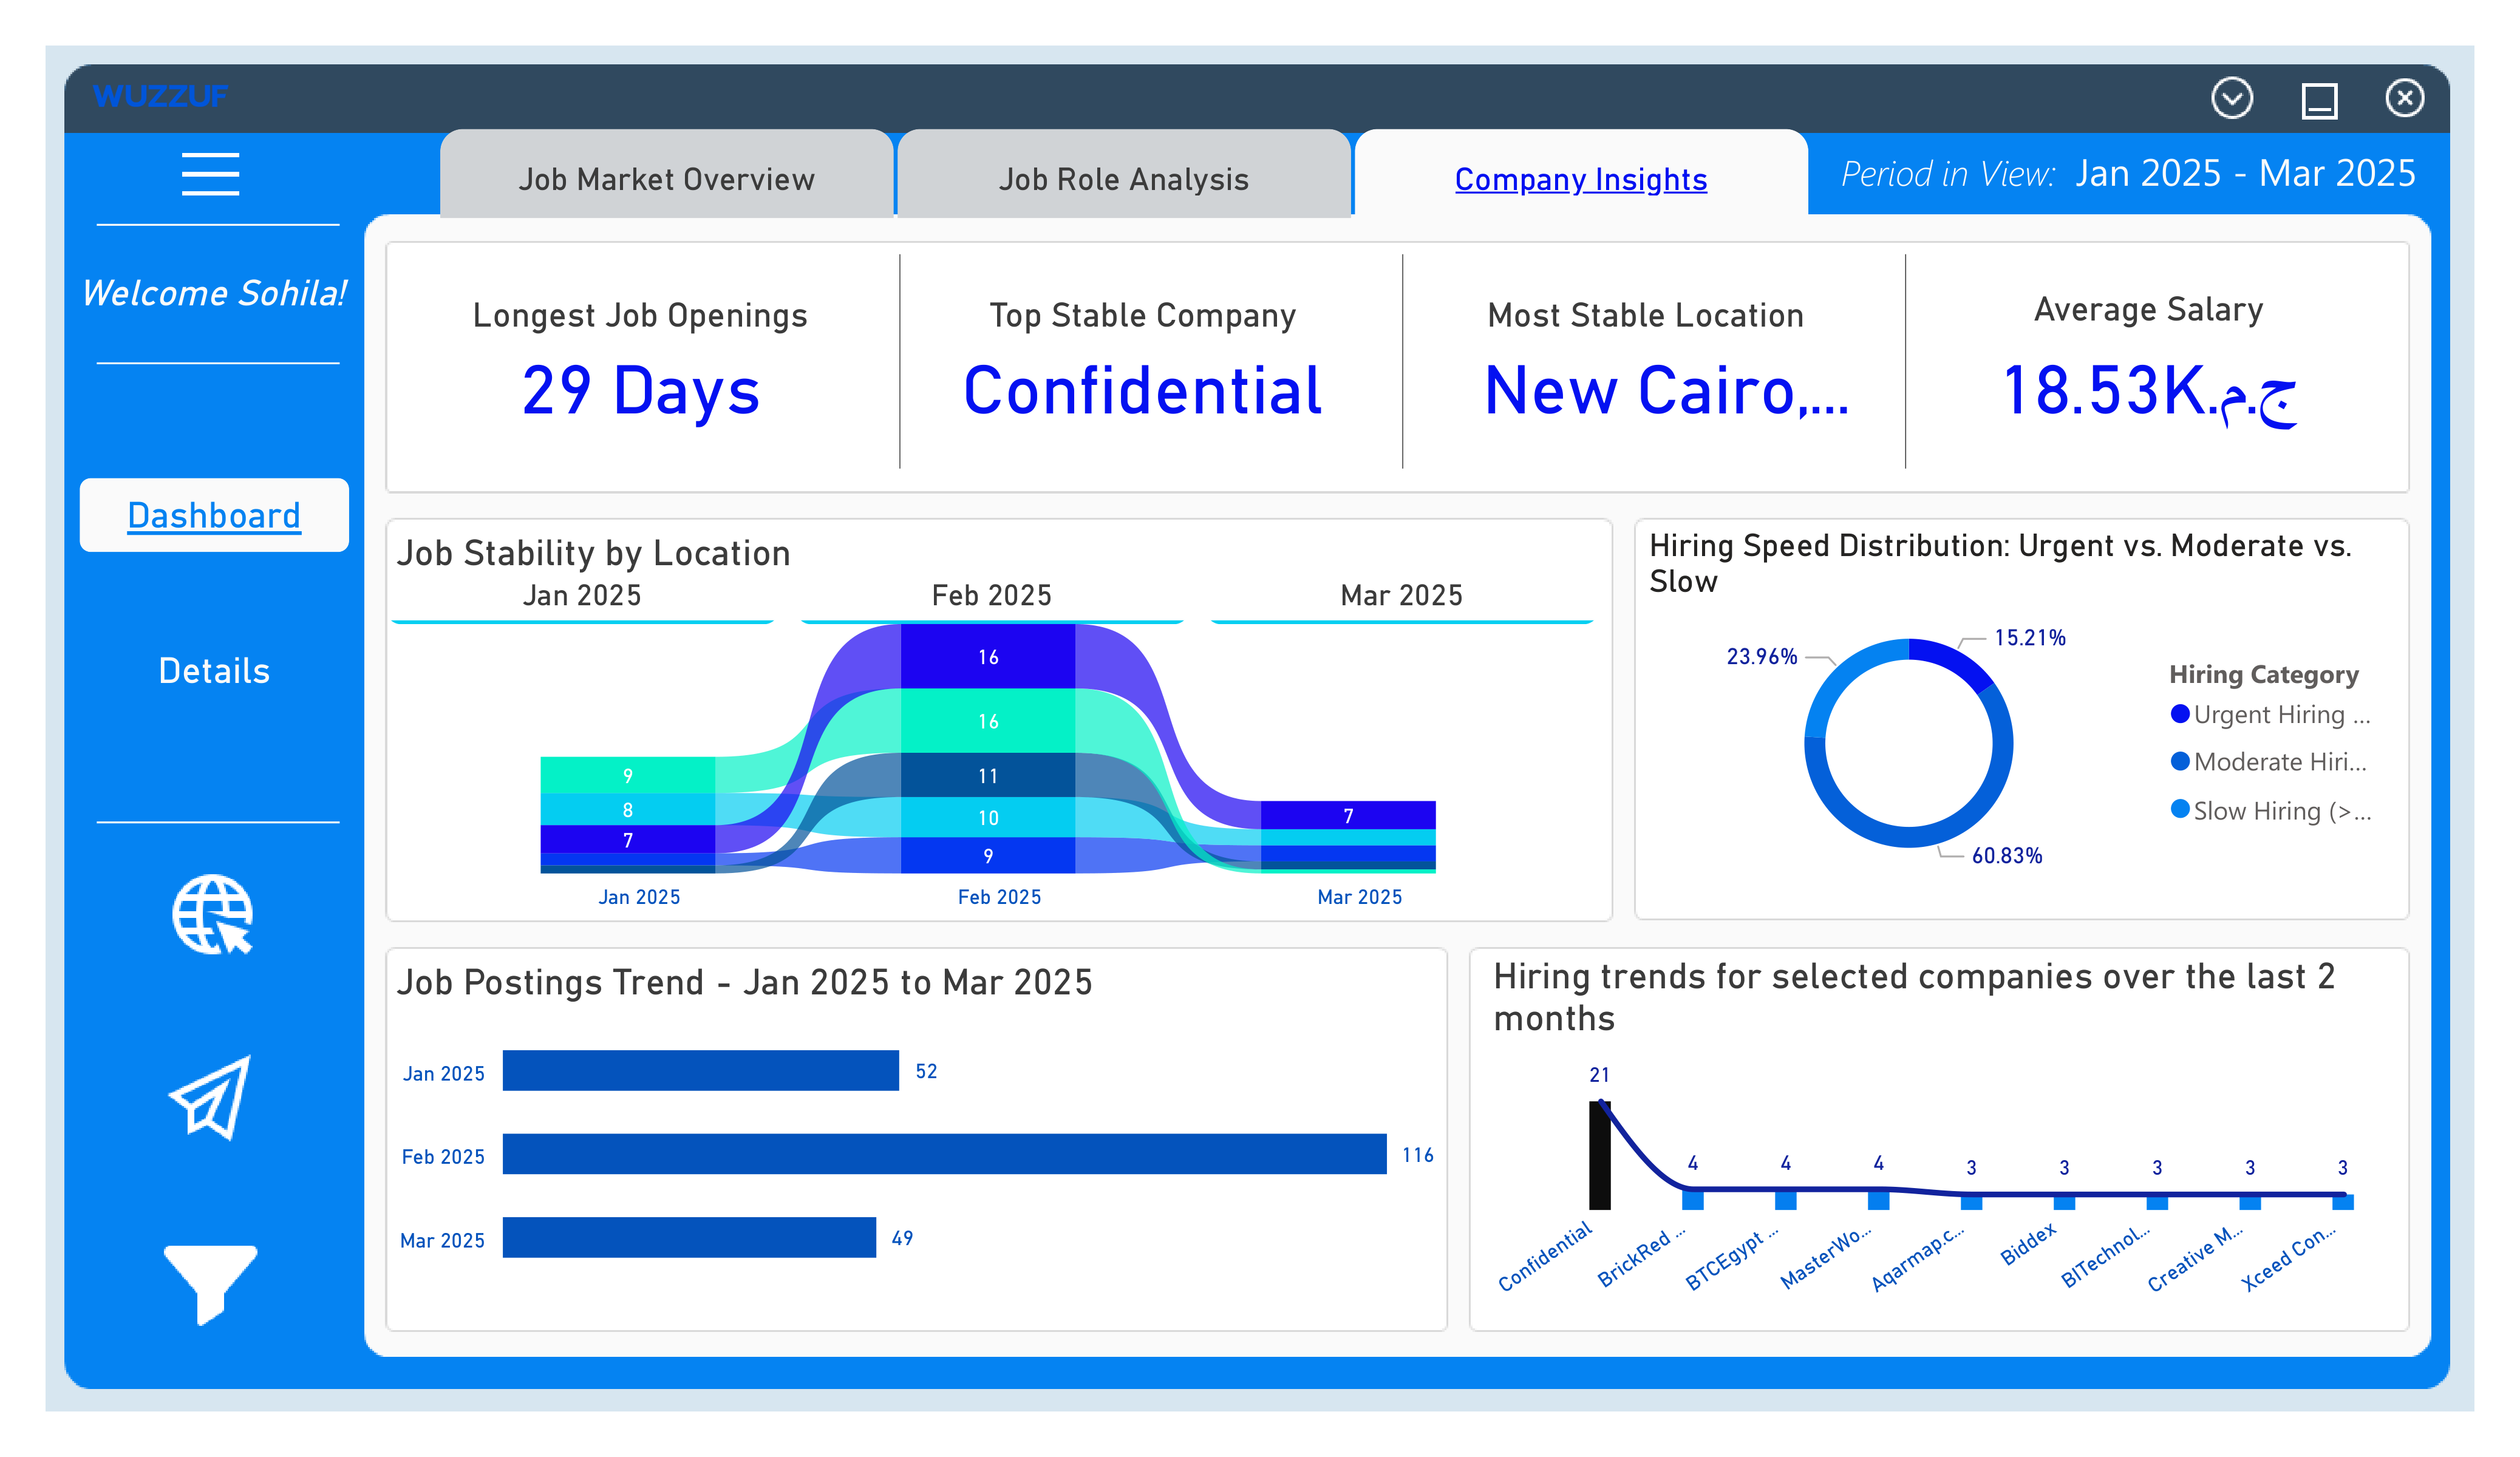 WUZZUF
Job Market Overview
Job Role Analysis
Company Insights
Period in View: Jan 2025 - Mar 2025
Welcome Sohila!
Dashboard
Details
Longest Job Openings
29 Days
Top Stable Company
Confidential
Most Stable Location
New Cairo,...
Average Salary
18.53K.ج.م
Job Stability by Location
Jan 2025
Feb 2025
Mar 2025
9
8
7
16
16
11
10
9
7
Jan 2025
Feb 2025
Mar 2025
Hiring Speed Distribution: Urgent vs. Moderate vs.
Slow
23.96%
15.21%
60.83%
Hiring Category
Urgent Hiring ...
Moderate Hiri...
Slow Hiring (>...
Job Postings Trend - Jan 2025 to Mar 2025
Jan 2025
52
Feb 2025
116
Mar 2025
49
Hiring trends for selected companies over the last 2
months
21
4
4
4
3
3
3
3
3
Confidential
BrickRed ...
BTCEgypt ...
MasterWo...
Aqarmap.c...
Biddex
BITechnol...
Creative M...
Xceed Con...